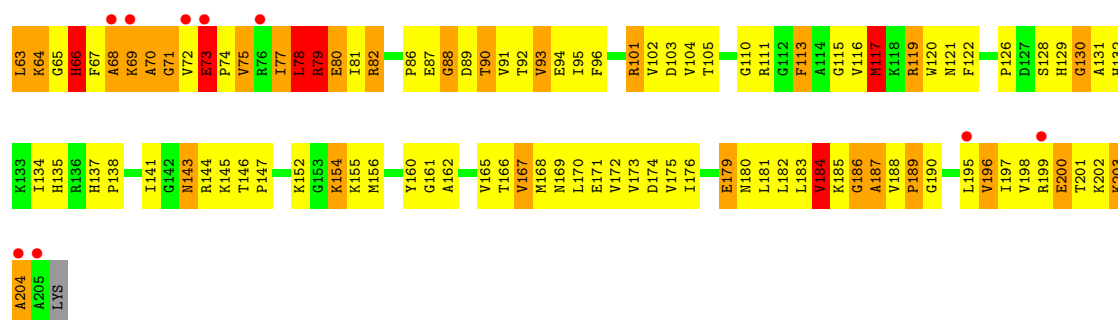 L63 K64 G65 H66 F67 A68 K69 A70 G71 V72 E73 P74 V75 R76 I77 L78 R79 E80 I81 R82 P86 E87 G88 D89 T90 V91 T92 V93 E94 I95 F96 R101 V102 D103 V104 T105 G110 R111 G112 F113 A114 G115 V116 M117 K118 R119 W120 N121 F122 P126 D127 S128 H129 G130 A131 H132
K133 I134 H135 R136 H137 P138 I141 G142 N143 R144 K145 T146 P147 K152 G153 K154 K155 M156 Y160 G161 A162 V165 T166 V167 M168 N169 L170 E171 V172 V173 D174 V175 I176 E179 N180 L181 L182 L183 V184 K185 G186 A187 V188 P189 G190 L195 V196 I197 V198 R199 E200 T201 K202 K203
A204 A205 LYS